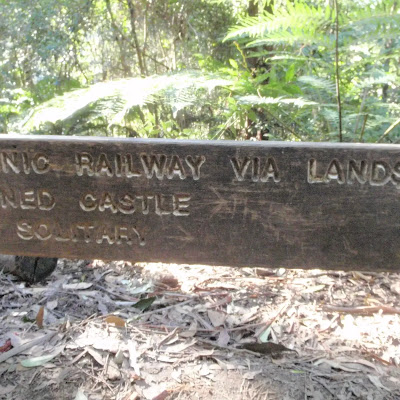 NIC RAILWAY VIA LANDS
NED CASTLE
SOLITARY